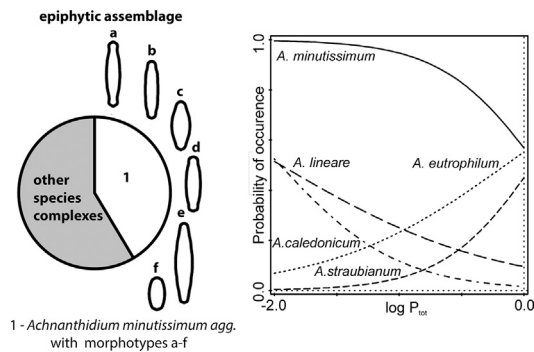 epiphytic assemblage
a
b
c
d
e
f
1
other
species
complexes
1 - Achnanthidium minutissimum agg.
with morphotypes a-f
Probability of occurence
1.0
0.0
A. minutissimum
A. lineare
A. eutrophilum
A.caledonicum
A.straubianum
-2.0
0.0
log Ptot